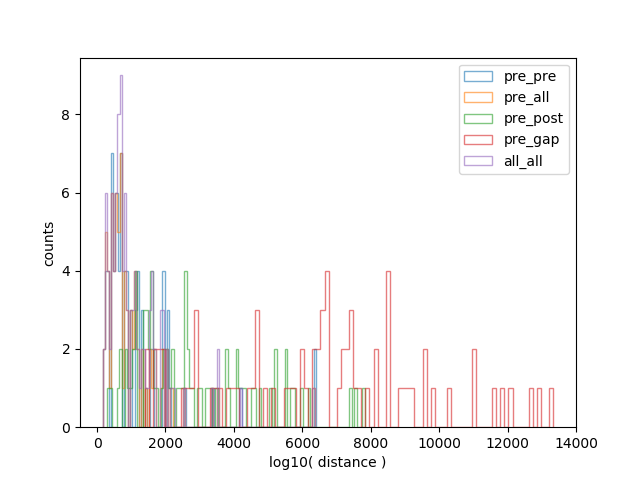 pre_pre
pre_all
pre_post
pre_gap
all_all
counts
8
6
4
2
0
0 2000 4000 6000 8000 10000 12000 14000
log10( distance )